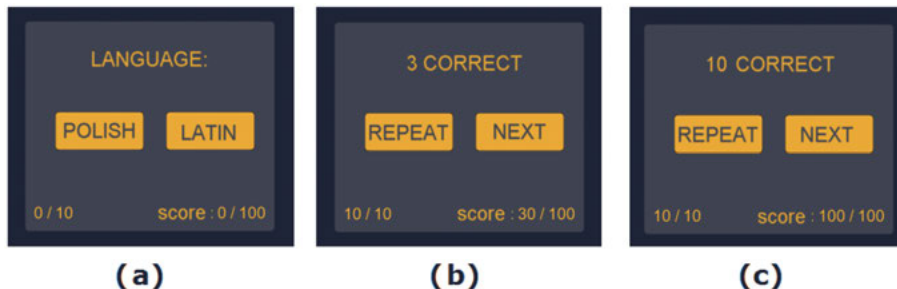 LANGUAGE:
POLISH LATIN
0 / 10 score : 0 / 100
(a)
3 CORRECT
REPEAT NEXT
10 / 10 score : 30 / 100
(b)
10 CORRECT
REPEAT NEXT
10 / 10 score : 100 / 100
(c)